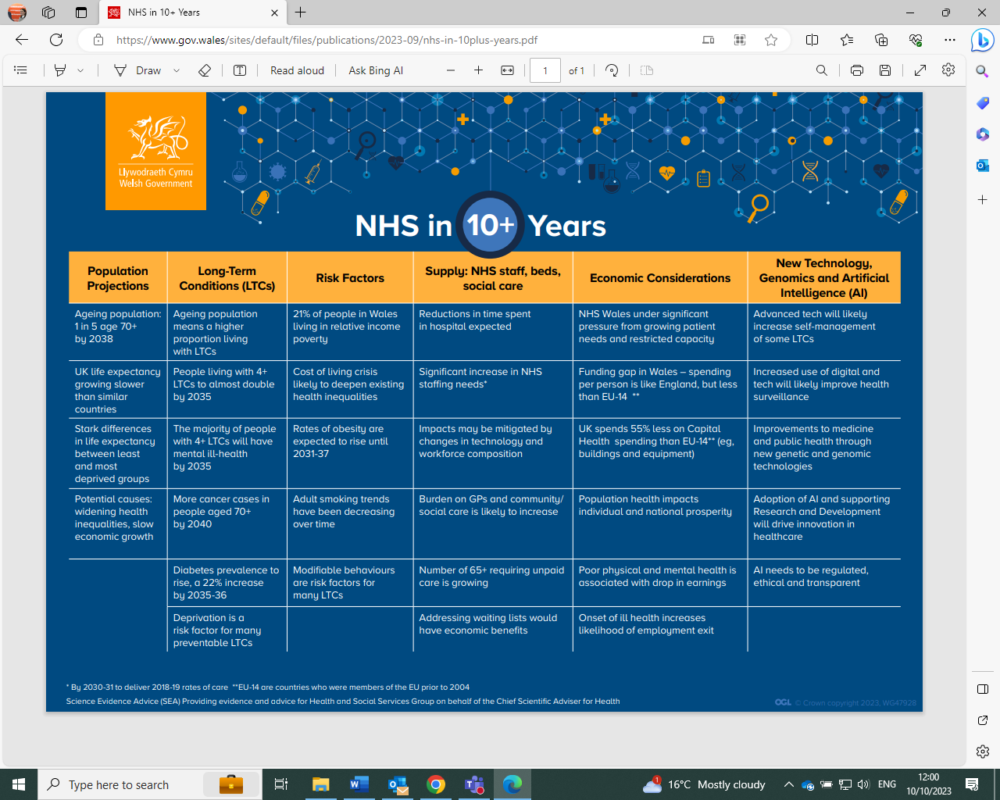 NHS in 10+ Years
https://www.gov.wales/sites/default/files/publications/2023-09/nhs-in-10plus-years.pdf
Draw
Read aloud
Ask Bing AI
1
of 1
Llywodraeth Cymru
Welsh Government
NHS in 10+ Years
Population
Projections
Long-Term
Conditions (LTCs)
Risk Factors
Supply: NHS staff, beds,
social care
Economic Considerations
New Technology,
Genomics and Artificial
Intelligence (AI)
Ageing population:
1 in 5 age 70+
by 2038
Ageing population
means a higher
proportion living
with LTCs
21% of people in Wales
living in relative income
poverty
Reductions in time spent
in hospital expected
NHS Wales under significant
pressure from growing patient
needs and restricted capacity
Advanced tech will likely
increase self-management
of some LTCs
UK life expectancy
growing slower
than similar
countries
People living with 4+
LTCs to almost double
by 2035
Cost of living crisis
likely to deepen existing
health inequalities
Significant increase in NHS
staffing needs*
Funding gap in Wales – spending
per person is like England, but less
than EU-14 **
Increased use of digital and
tech will likely improve health
surveillance
Stark differences
in life expectancy
between least
and most
deprived groups
The majority of people
with 4+ LTCs will have
mental ill-health
by 2035
Rates of obesity are
expected to rise until
2031-37
Impacts may be mitigated by
changes in technology and
workforce composition
UK spends 55% less on Capital
Health spending than EU-14** (eg,
buildings and equipment)
Improvements to medicine
and public health through
new genetic and genomic
technologies
Potential causes:
widening health
inequalities, slow
economic growth
More cancer cases in
people aged 70+
by 2040
Adult smoking trends
have been decreasing
over time
Burden on GPs and community/
social care is likely to increase
Population health impacts
individual and national prosperity
Adoption of AI and supporting
Research and Development
will drive innovation in
healthcare
Diabetes prevalence to
rise, a 22% increase
by 2035-36
Modifiable behaviours
are risk factors for
many LTCs
Number of 65+ requiring unpaid
care is growing
Poor physical and mental health is
associated with drop in earnings
AI needs to be regulated,
ethical and transparent
Deprivation is a
risk factor for many
preventable LTCs
Addressing waiting lists would
have economic benefits
Onset of ill health increases
likelihood of employment exit
* By 2030-31 to deliver 2018-19 rates of care **EU-14 are countries who were members of the EU prior to 2004
Science Evidence Advice (SEA) Providing evidence and advice for Health and Social Services Group on behalf of the Chief Scientific Adviser for Health
OGL © Crown copyright 2023, WG47928
Type here to search
1
16°C Mostly cloudy
ENG
12:00
10/10/2023